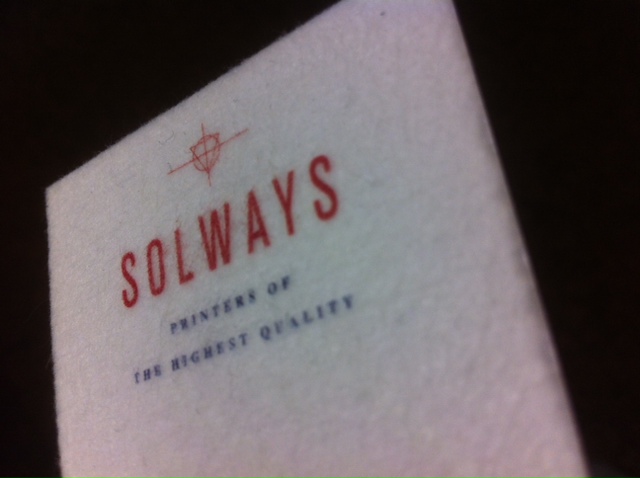 SOLWAYS
PRINTERS OF
THE HIGHEST QUALITY